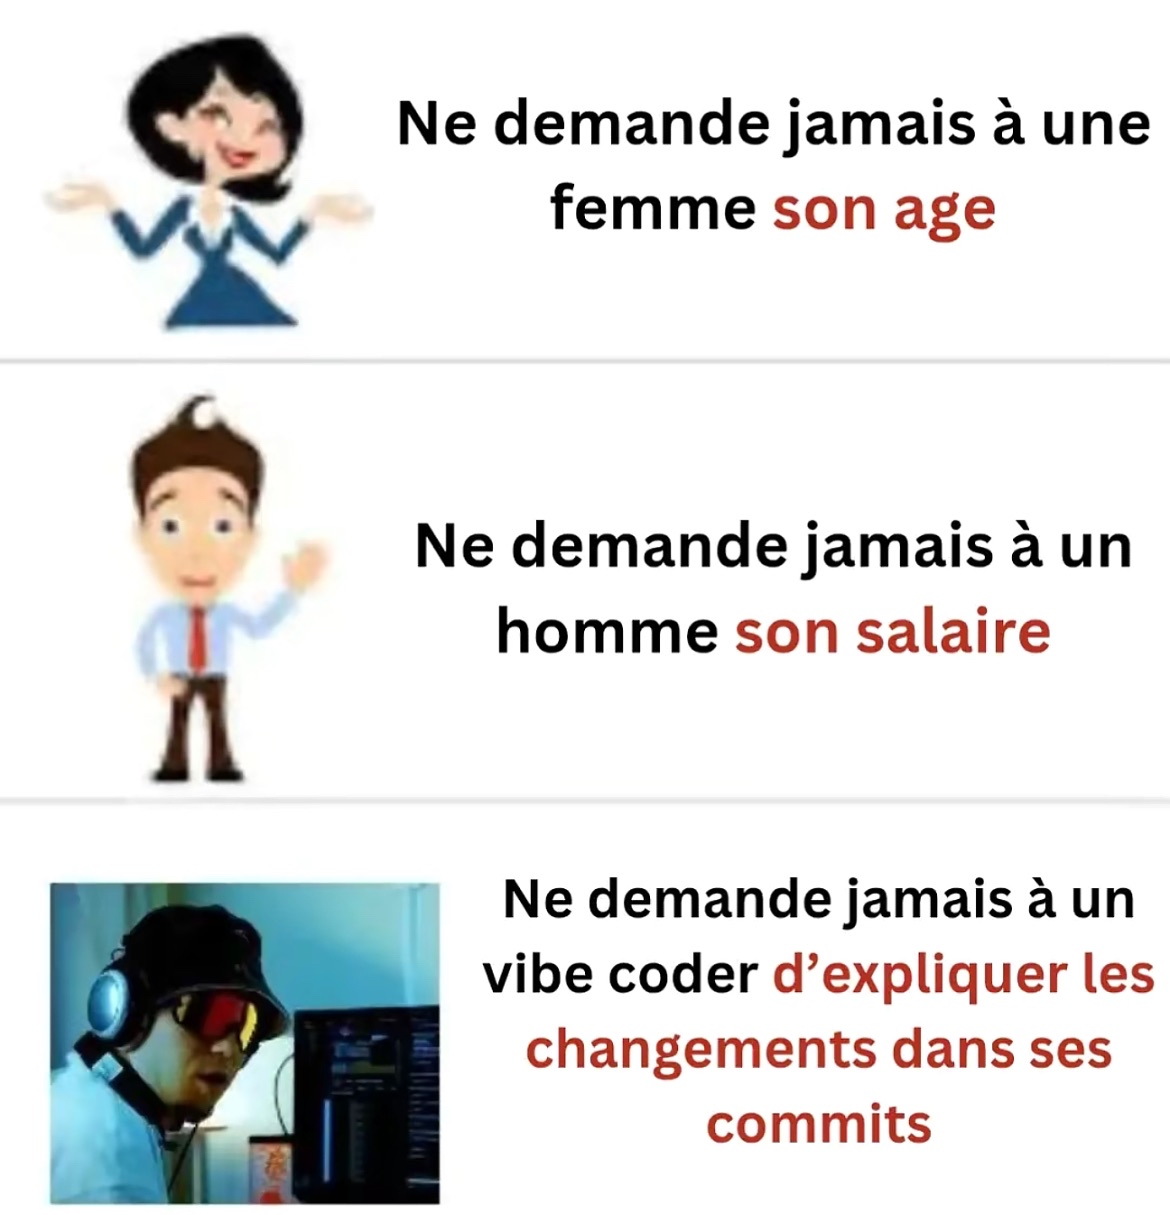 Ne demande jamais à une
femme son age
Ne demande jamais à un
homme son salaire
Ne demande jamais à un
vibe coder d’expliquer les
changements dans ses
commits